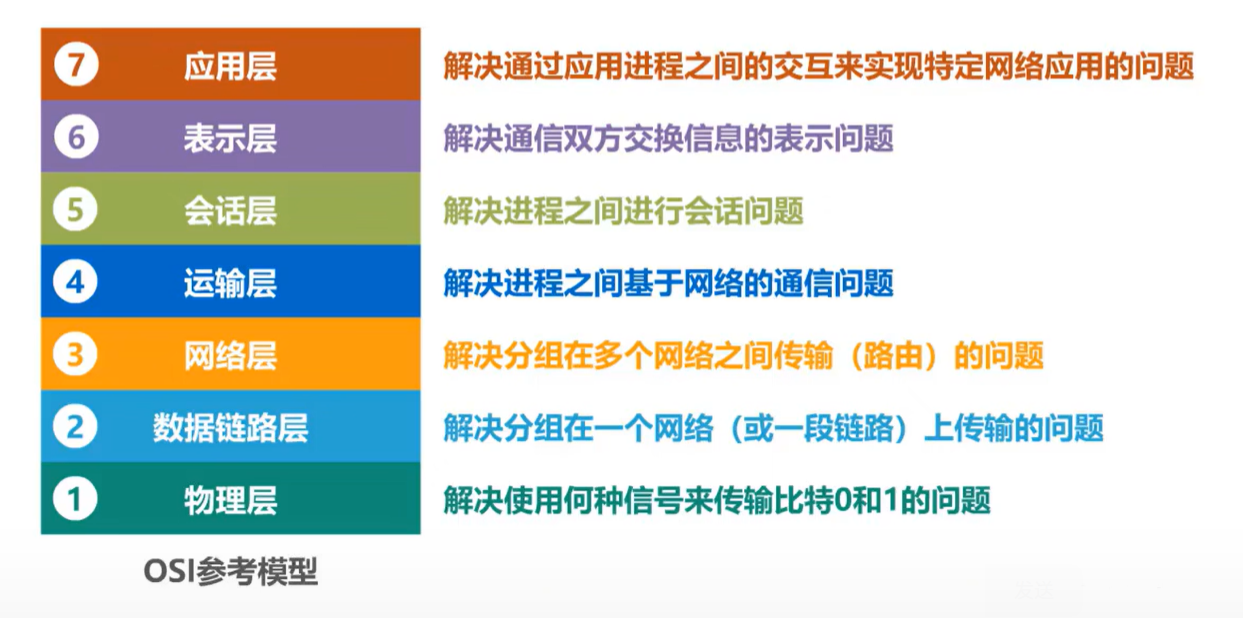 7 应用层 解决通过应用进程之间的交互来实现特定网络应用的问题
6 表示层 解决通信双方交换信息的表示问题
5 会话层 解决进程之间进行会话问题
4 运输层 解决进程之间基于网络的通信问题
3 网络层 解决分组在多个网络之间传输（路由）的问题
2 数据链路层 解决分组在一个网络（或一段链路）上传输的问题
1 物理层 解决使用何种信号来传输比特0和1的问题
OSI参考模型